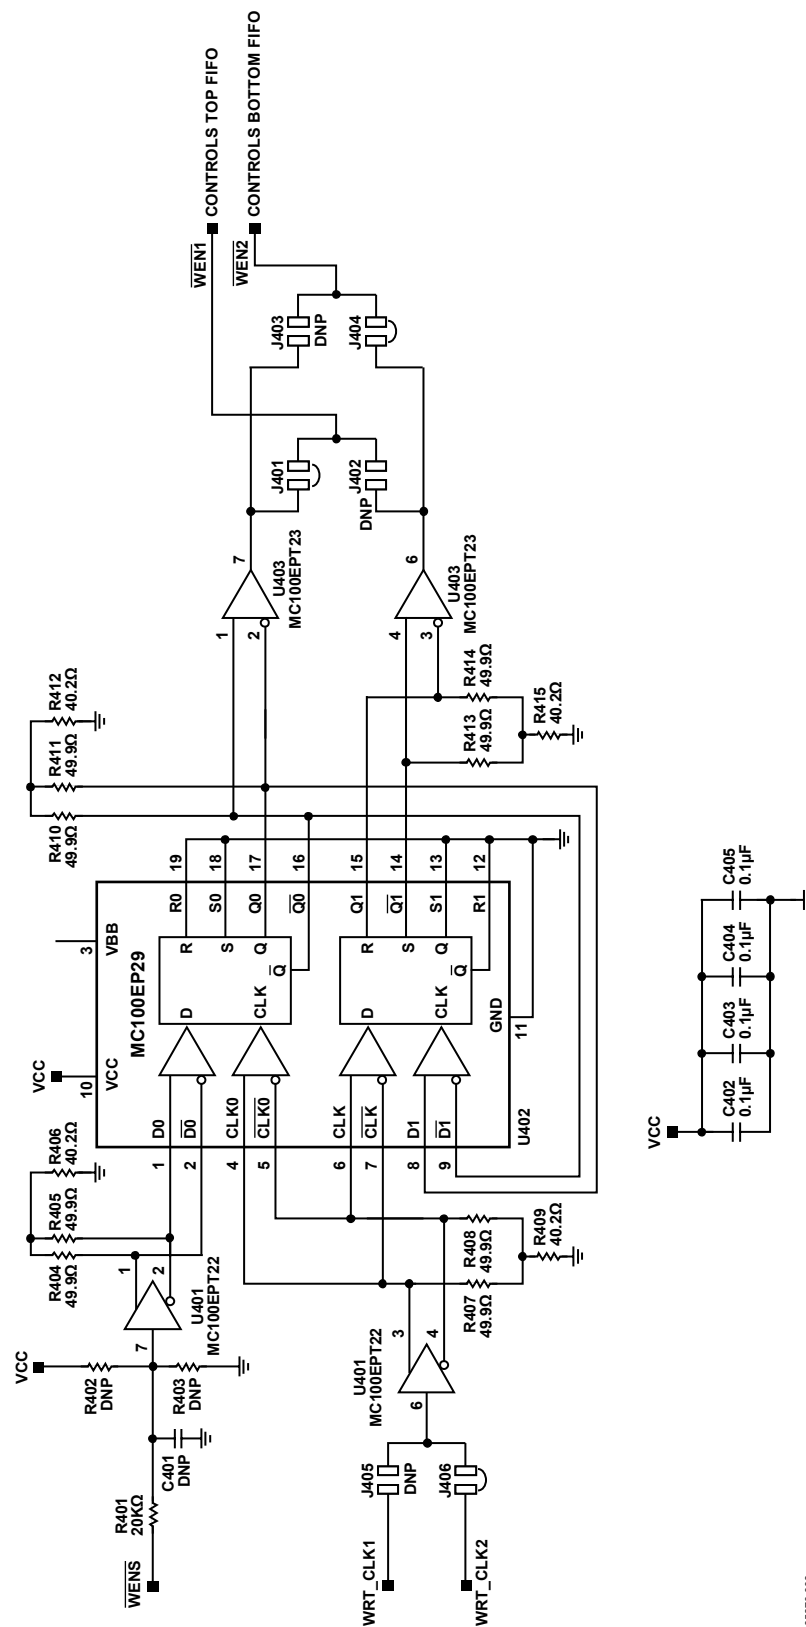 WENS
R401
20KΩ
C401
DNP
VCC
R402
DNP
R403
DNP
7
U401
MC100EPT22
1
2
R404
49.9Ω
R405
49.9Ω
R406
40.2Ω
WRT_CLK1
WRT_CLK2
J405
DNP
J406
6
U401
MC100EPT22
3
4
R407
49.9Ω
R408
49.9Ω
R409
40.2Ω
VCC
10
VCC
3
VBB
MC100EP29
1
D0
2
D0
4
CLK0
5
CLK0
6
CLK
7
CLK
8
D1
9
D1
U402
D
CLK
R
S
Q
Q
D
CLK
R
S
Q
Q
GND
11
R0
19
S0
18
Q0
17
Q0
16
Q1
15
Q1
14
S1
13
R1
12
R410
49.9Ω
R411
49.9Ω
R412
40.2Ω
R413
49.9Ω
R414
49.9Ω
R415
40.2Ω
1
2
7
U403
MC100EPT23
4
3
6
U403
MC100EPT23
J401
J402
DNP
J403
DNP
J404
WEN1
CONTROLS TOP FIFO
WEN2
CONTROLS BOTTOM FIFO
VCC
C402
0.1µF
C403
0.1µF
C404
0.1µF
C405
0.1µF